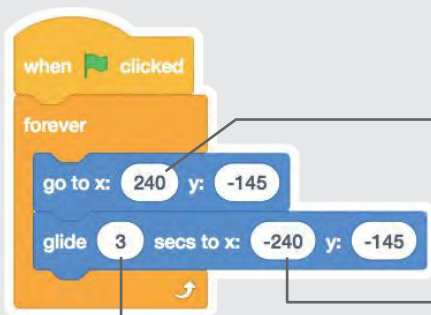 when clicked
forever
go to x: 240 y: -145
glide 3 secs to x: -240 y: -145